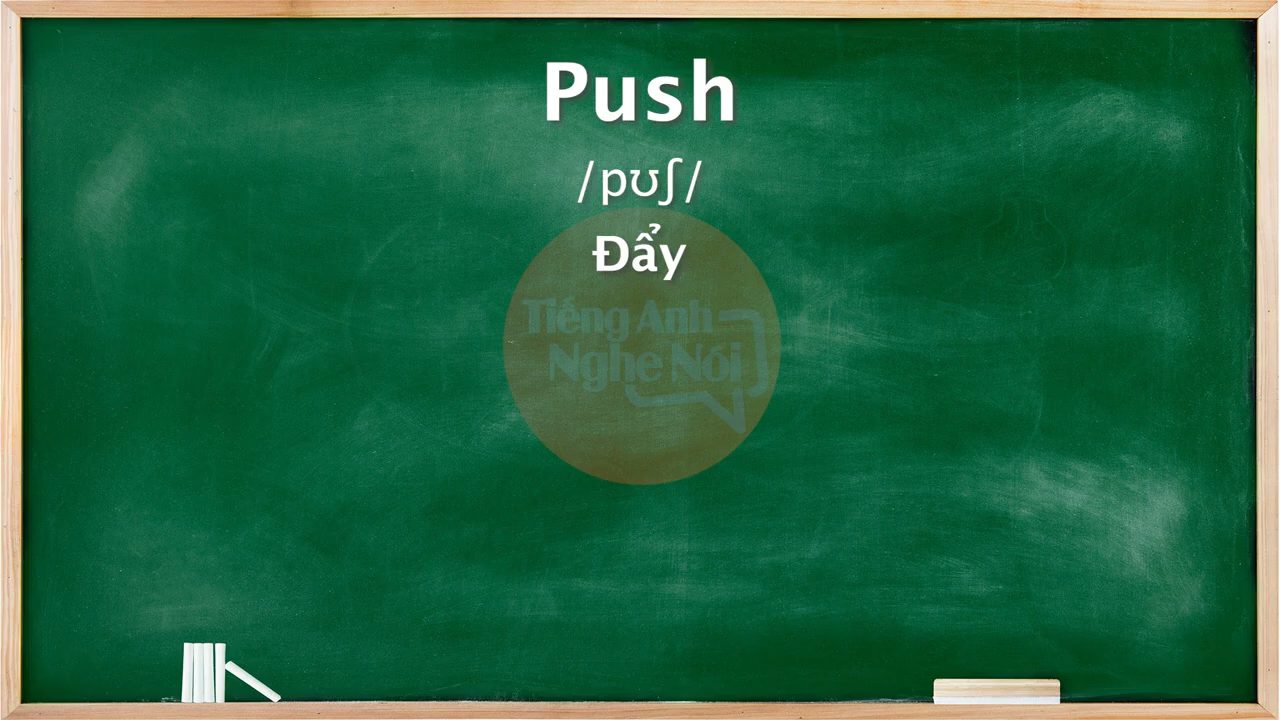 Push
/pʊʃ/
Đẩy
Tiếng Anh
Nghe Nói